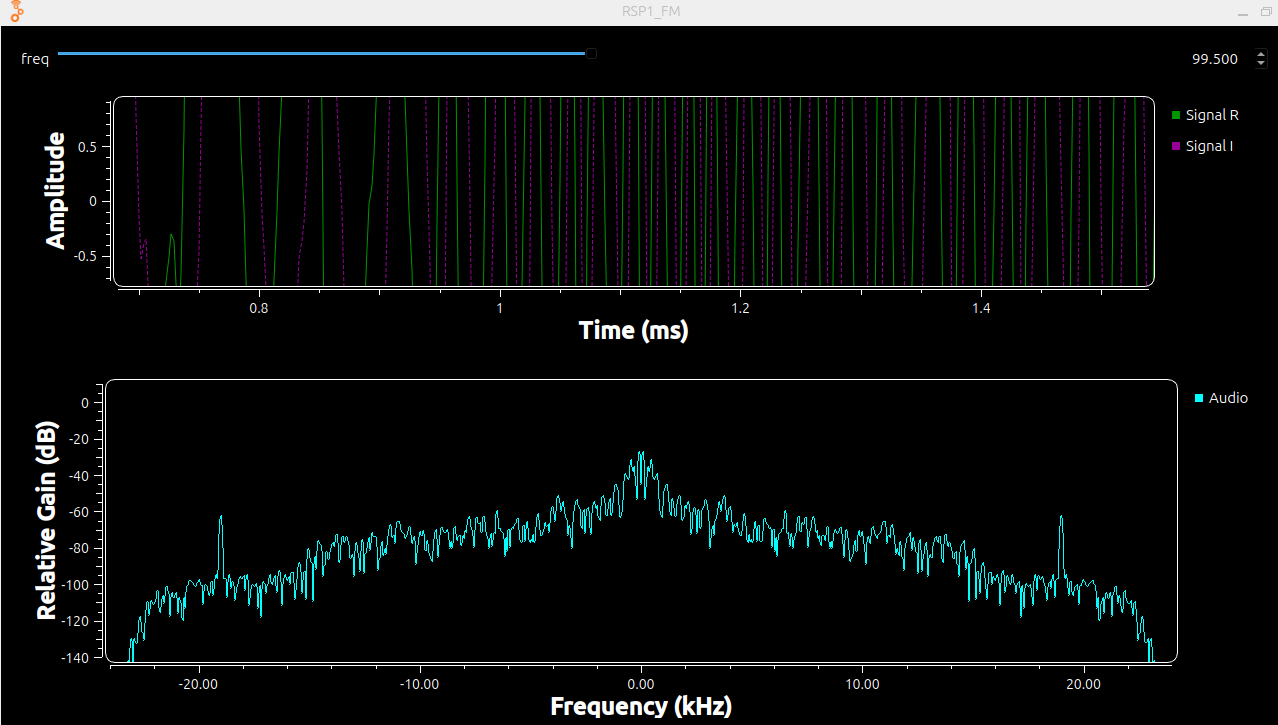 RSP1_FM
freq 99.500
Amplitude
0.5
0
-0.5
Signal R
Signal I
0.8 1 1.2 1.4
Time (ms)
Relative Gain (dB)
0
-20
-40
-60
-80
-100
-120
-140
Audio
-20.00 -10.00 0.00 10.00 20.00
Frequency (kHz)